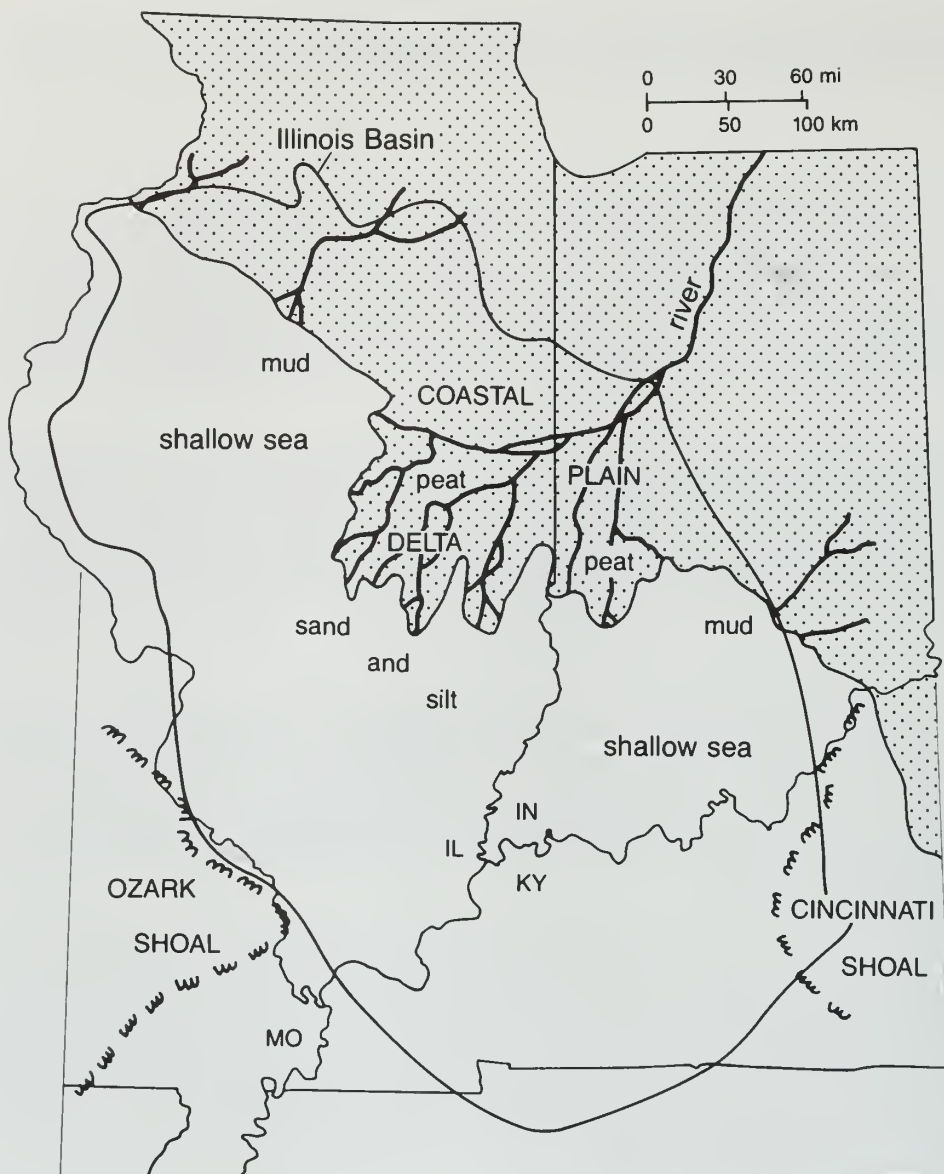 0 30 60 mi
0 50 100 km
Illinois Basin
river
mud
COASTAL
shallow sea
peat
PLAIN
DELTA
peat
sand
mud
and
silt
shallow sea
IN
IL
KY
OZARK
CINCINNATI
SHOAL
SHOAL
MO